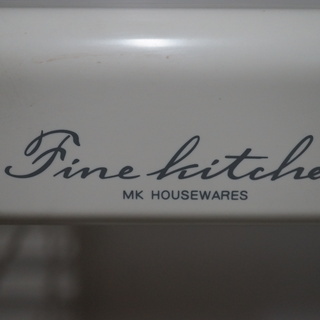 Fine kitche
MK HOUSEWARES